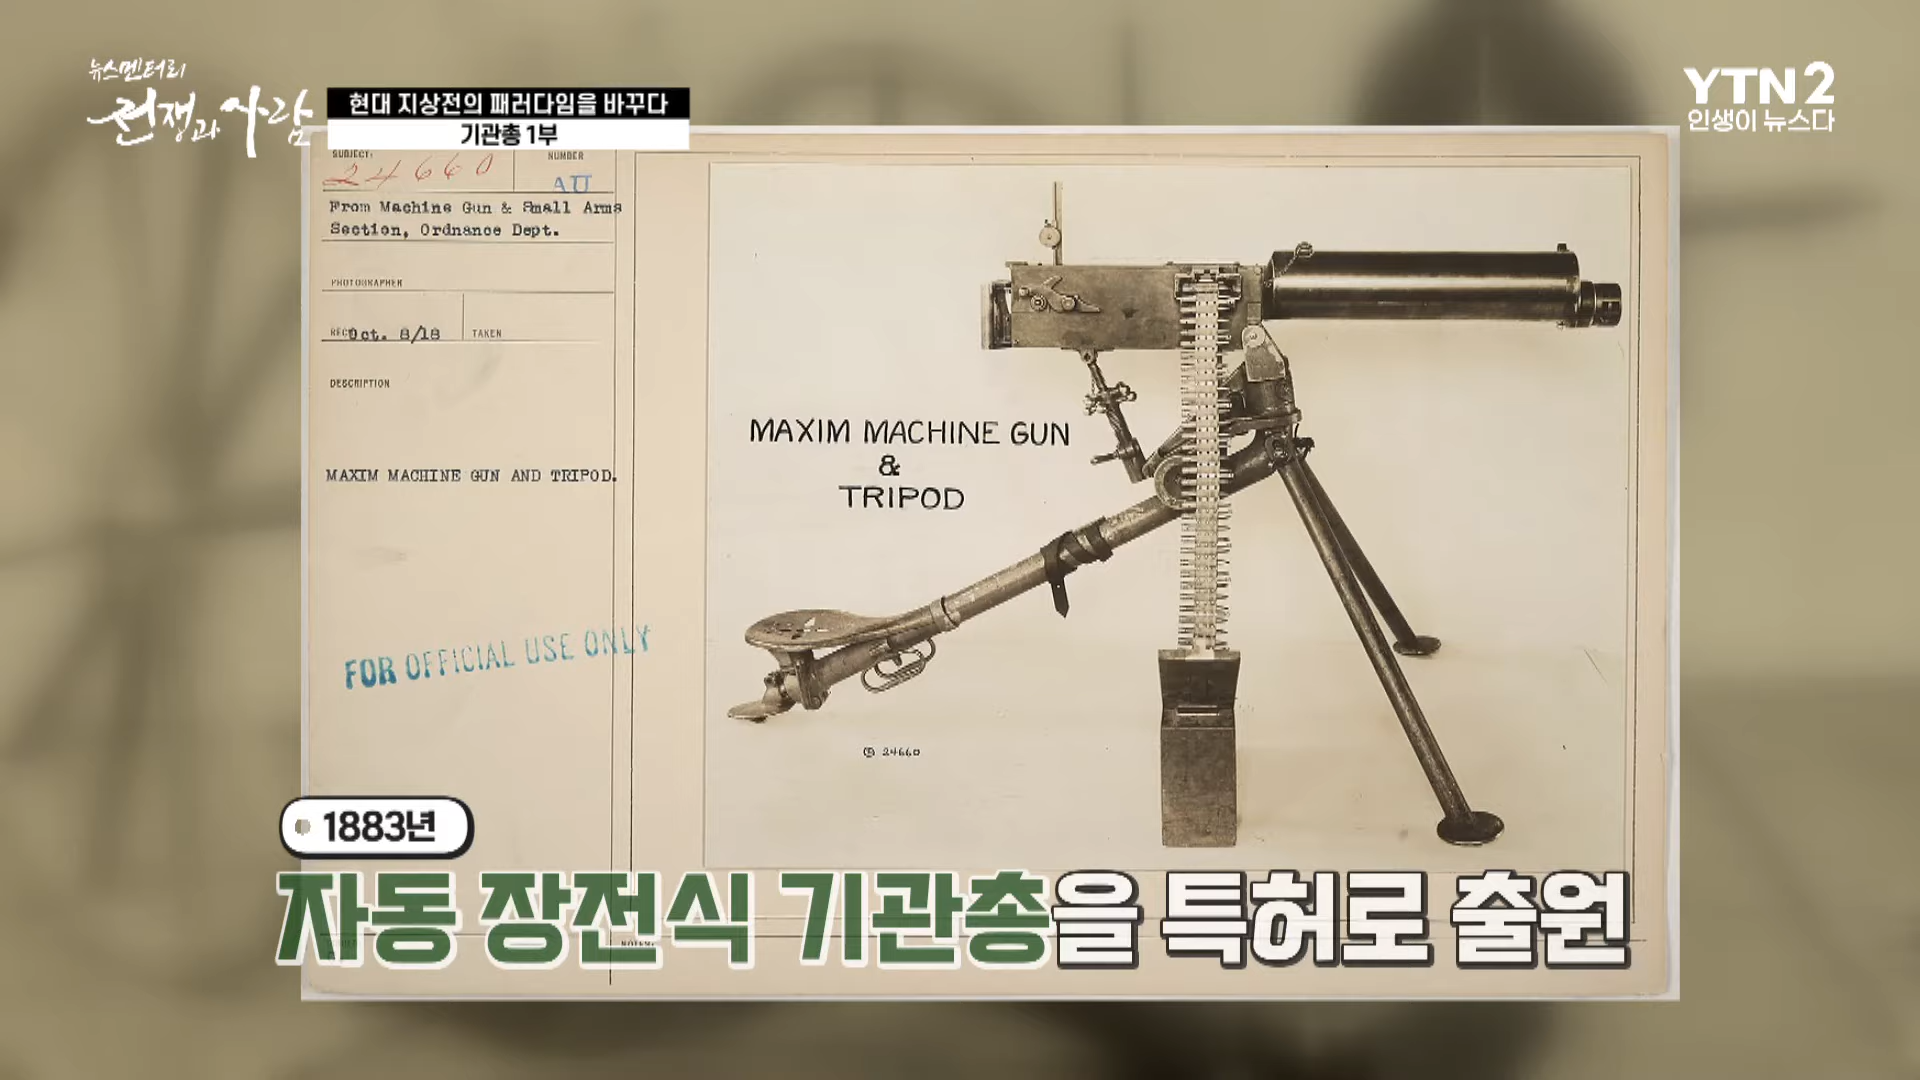 뉴스멘터리
전쟁과 사람
현대 지상전의 패러다임을 바꾸다
기관총 1부
YTN2
인생이 뉴스다
SUBJECT:
24660
NUMBER
AU
From Machine Gun & Small Arms
Section, Ordnance Dept.
PHOTOGRAPHER
REC'D Oct. 8/18
TAKEN
DESCRIPTION
MAXIM MACHINE GUN AND TRIPOD.
FOR OFFICIAL USE ONLY
MAXIM MACHINE GUN
&
TRIPOD
24660
1883년
자동 장전식 기관총을 특허로 출원
NOTES: